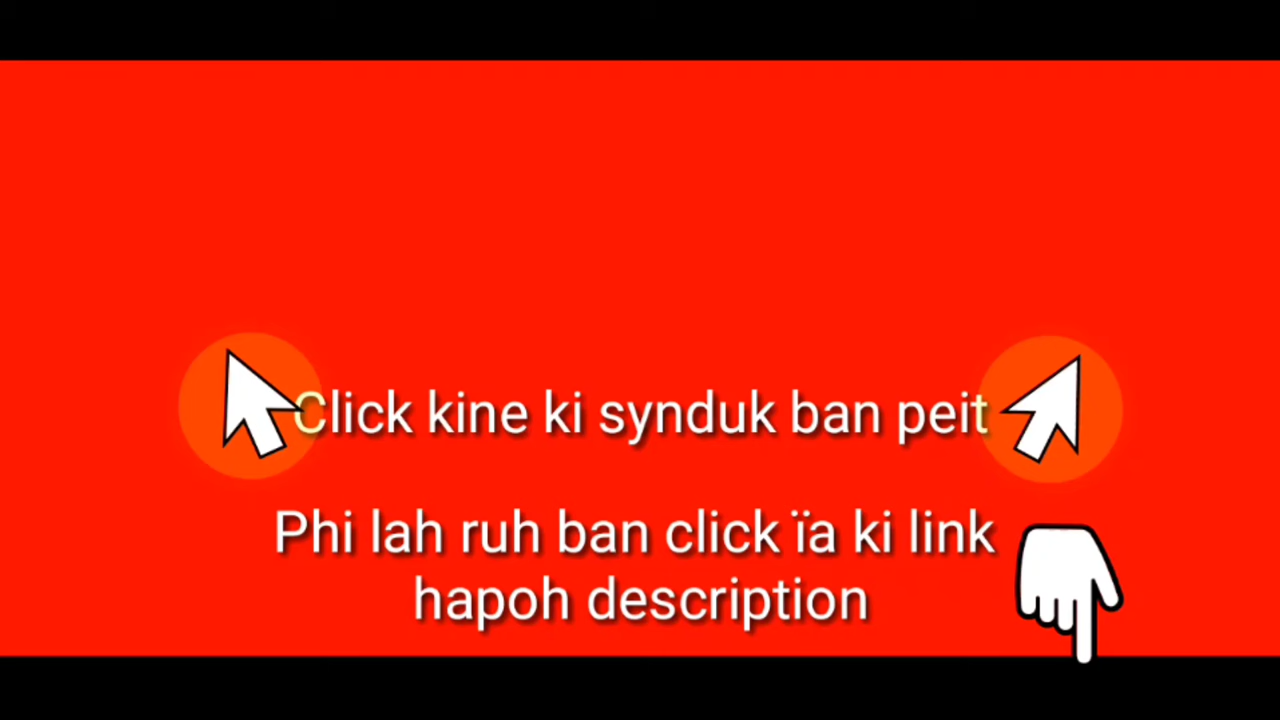 Click kine ki synduk ban peit
Phi lah ruh ban click ïa ki link
hapoh description